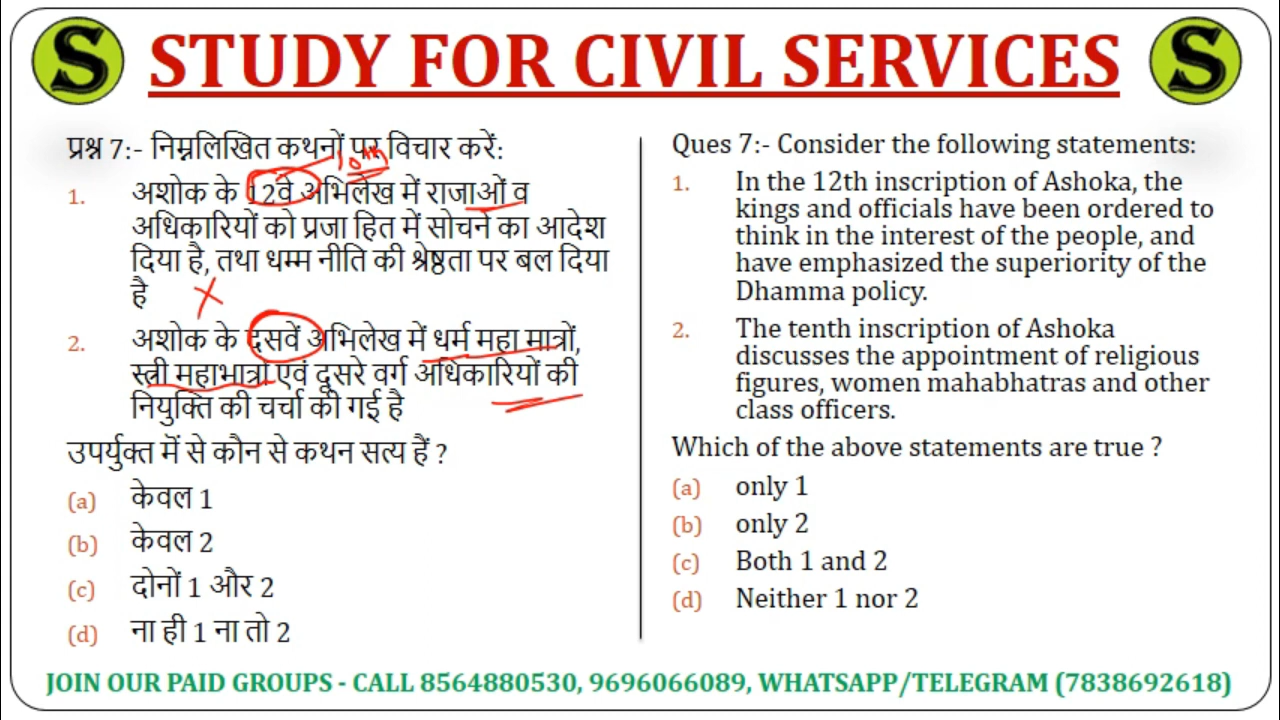 S
STUDY FOR CIVIL SERVICES
S
प्रश्न 7:- निम्नलिखित कथनों पर विचार करें:
10th
1. अशोक के 12वे अभिलेख में राजाओं व
अधिकारियों को प्रजा हित में सोचने का आदेश
दिया है, तथा धम्म नीति की श्रेष्ठता पर बल दिया
है
2. अशोक के दसवें अभिलेख में धर्म महा मात्रों,
स्त्री महाभात्रों एवं दूसरे वर्ग अधिकारियों की
नियुक्ति की चर्चा की गई है
उपर्युक्त में से कौन से कथन सत्य हैं ?
(a) केवल 1
(b) केवल 2
(c) दोनों 1 और 2
(d) ना ही 1 ना तो 2
Ques 7:- Consider the following statements:
1. In the 12th inscription of Ashoka, the
kings and officials have been ordered to
think in the interest of the people, and
have emphasized the superiority of the
Dhamma policy.
2. The tenth inscription of Ashoka
discusses the appointment of religious
figures, women mahabhatras and other
class officers.
Which of the above statements are true ?
(a) only 1
(b) only 2
(c) Both 1 and 2
(d) Neither 1 nor 2
JOIN OUR PAID GROUPS - CALL 8564880530, 9696066089, WHATSAPP/TELEGRAM (7838692618)